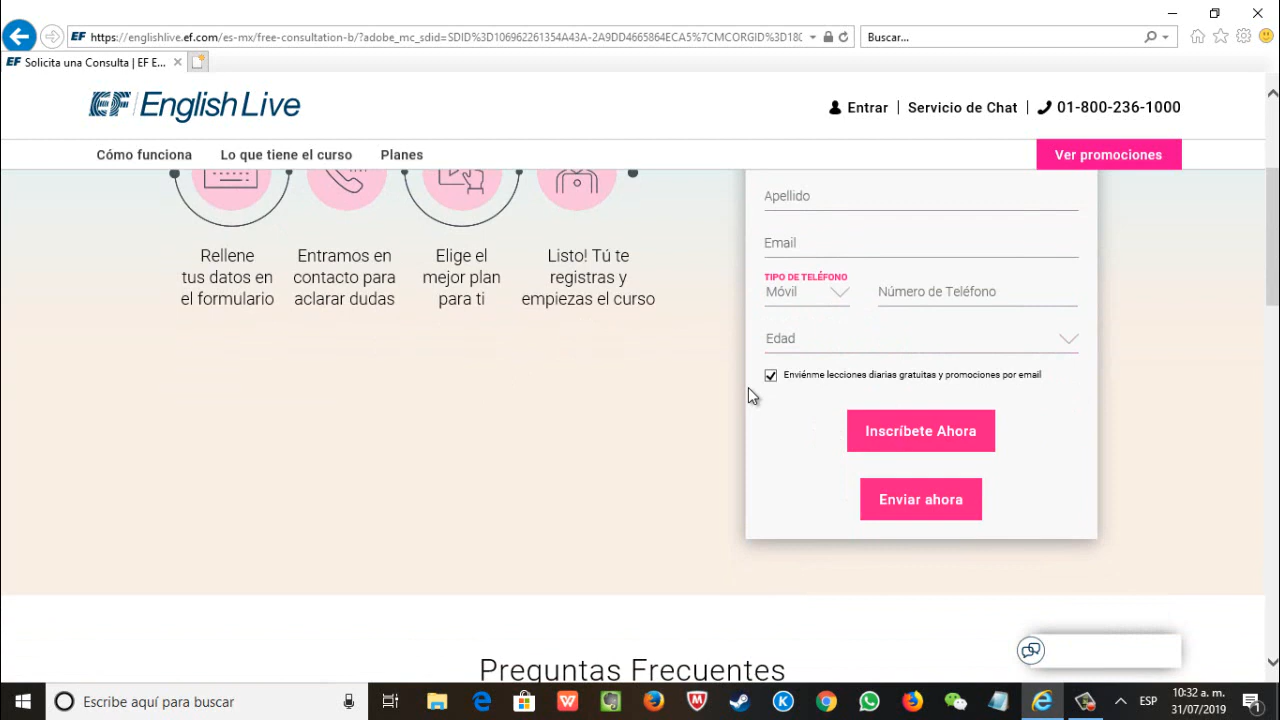 https://englishlive.ef.com/es-mx/free-consultation-b/?adobe_mc_sdid=SDID%3D106962261354A43A-2A9DD4665864ECA5%7CMCORGID%3D18C
Buscar...
EF Solicita una Consulta | EF E...
EF English Live
Entrar | Servicio de Chat | 01-800-236-1000
Cómo funciona Lo que tiene el curso Planes Ver promociones
Apellido
Email
TIPO DE TELÉFONO
Móvil Número de Teléfono
Edad
Enviénme lecciones diarias gratuitas y promociones por email
Inscríbete Ahora
Enviar ahora
Rellene
tus datos en
el formulario
Entramos en
contacto para
aclarar dudas
Elige el
mejor plan
para ti
Listo! Tú te
registras y
empiezas el curso
Preguntas Frecuentes
Escribe aquí para buscar
ESP
10:32 a. m.
31/07/2019
1